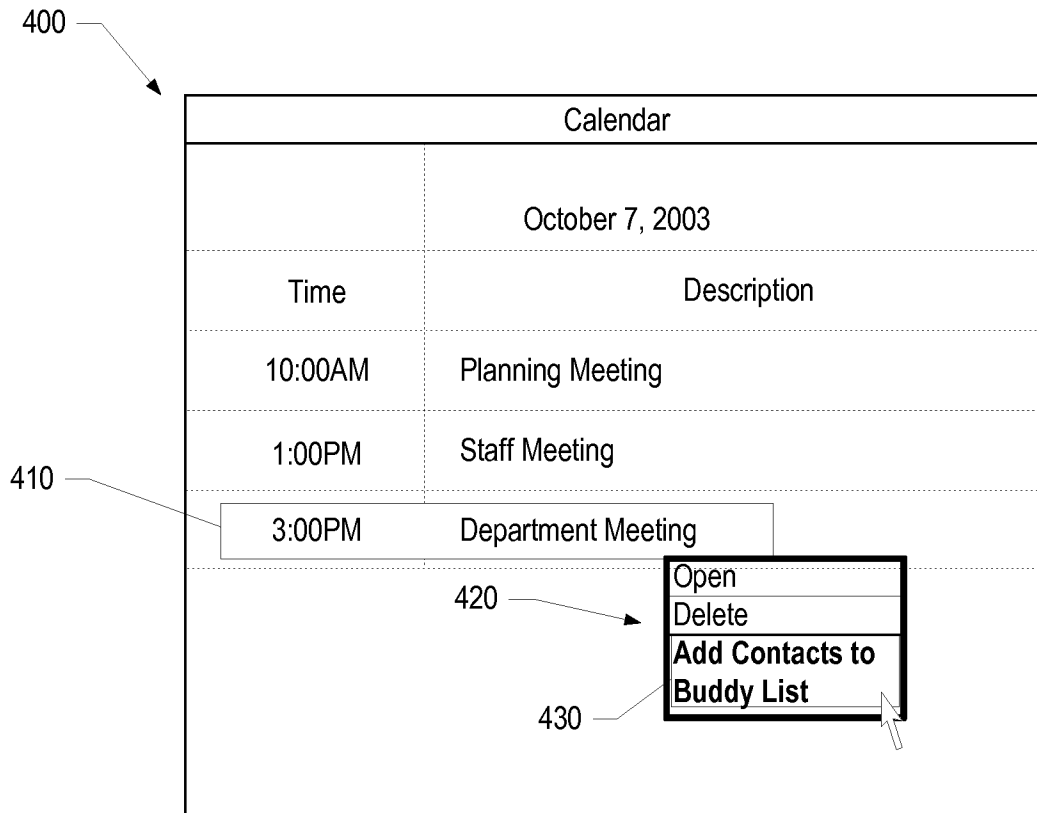 400
Calendar
October 7, 2003
Time Description
10:00AM Planning Meeting
1:00PM Staff Meeting
410
3:00PM Department Meeting
Open
420
Delete
Add Contacts to
Buddy List
430